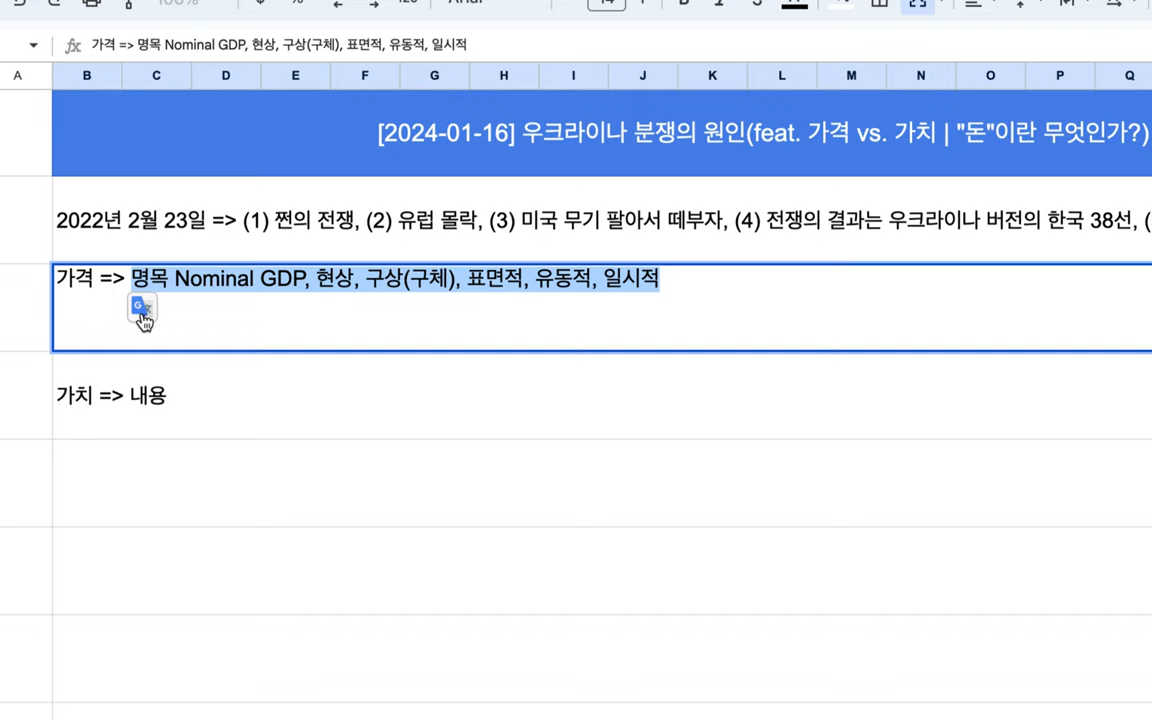 가격 => 명목 Nominal GDP, 현상, 구상(구체), 표면적, 유동적, 일시적
A B C D E F G H I J K L M N O P Q
[2024-01-16] 우크라이나 분쟁의 원인(feat. 가격 vs. 가치 | "돈"이란 무엇인가?)
2022년 2월 23일 => (1) 쩐의 전쟁, (2) 유럽 몰락, (3) 미국 무기 팔아서 떼부자, (4) 전쟁의 결과는 우크라이나 버전의 한국 38선, (
가격 => 명목 Nominal GDP, 현상, 구상(구체), 표면적, 유동적, 일시적
가치 => 내용